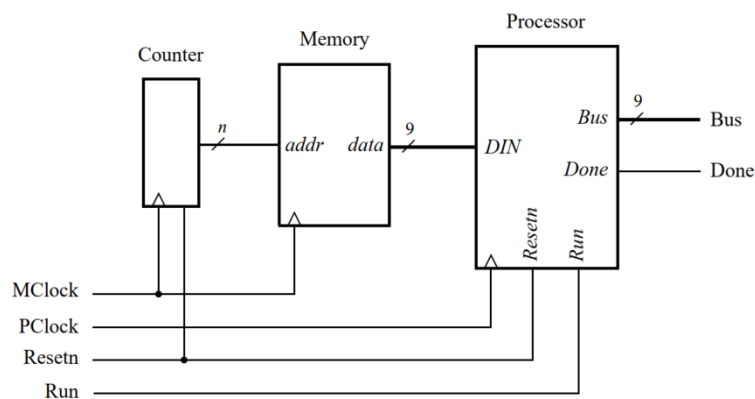 Processor
Memory
Counter
n
addr
data
9
DIN
Bus
9
Bus
Done
Done
Resetn
Run
MClock
PClock
Resetn
Run